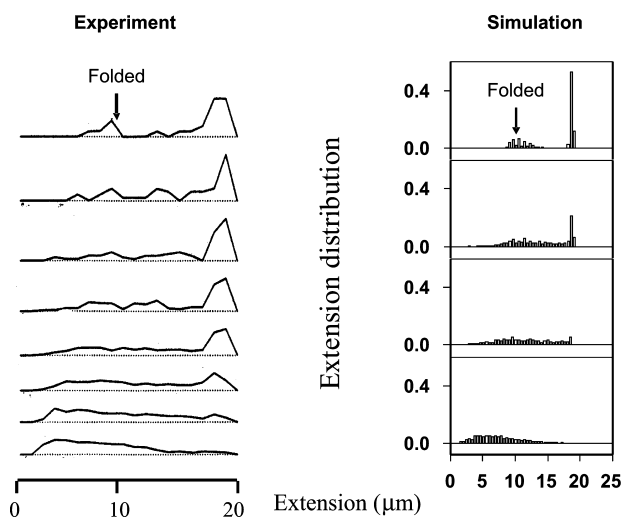 Experiment
Simulation
Folded
0 10 20
Extension (μm)
Extension distribution
0.4
Folded
0.0
0.4
0.0
0.4
0.0
0.4
0.0
0 5 10 15 20 25